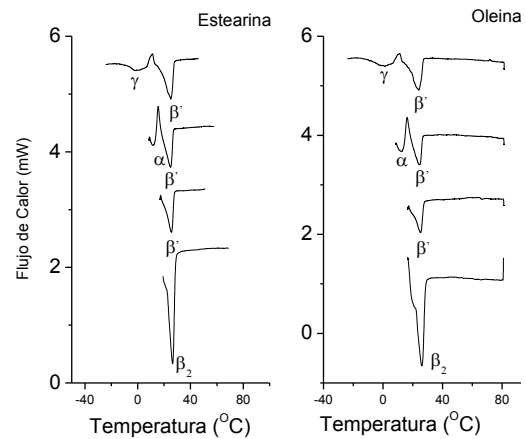 Estearina
Oleina
Flujo de Calor (mW)
6
4
2
0
γ
β'
α
β'
β'
β₂
-40
0
40
80
Temperatura (°C)
6
4
2
0
γ
β'
α
β'
β'
β₂
-40
0
40
80
Temperatura (°C)